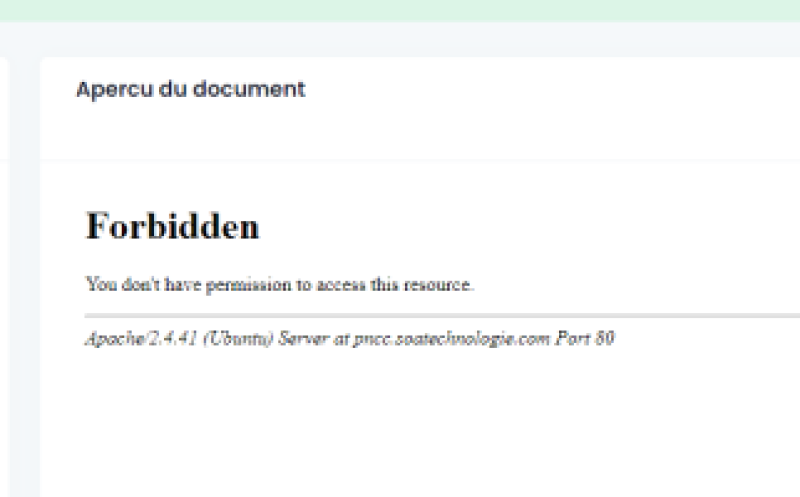 Apercu du document
Forbidden
You don't have permission to access this resource.
Apache/2.4.41 (Ubuntu) Server at pncc.soatechnologie.com Port 80